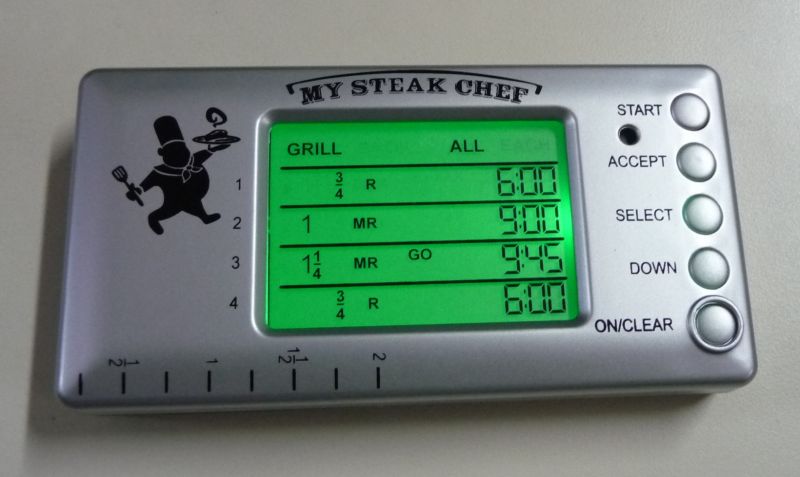 MY STEAK CHEF
START
ACCEPT
SELECT
DOWN
ON/CLEAR
GRILL ALL EACH
1 3/4 R 6:00
2 1 MR 9:00
3 1 1/4 MR GO 9:45
4 3/4 R 6:00
1/2 1 1 1/2 2